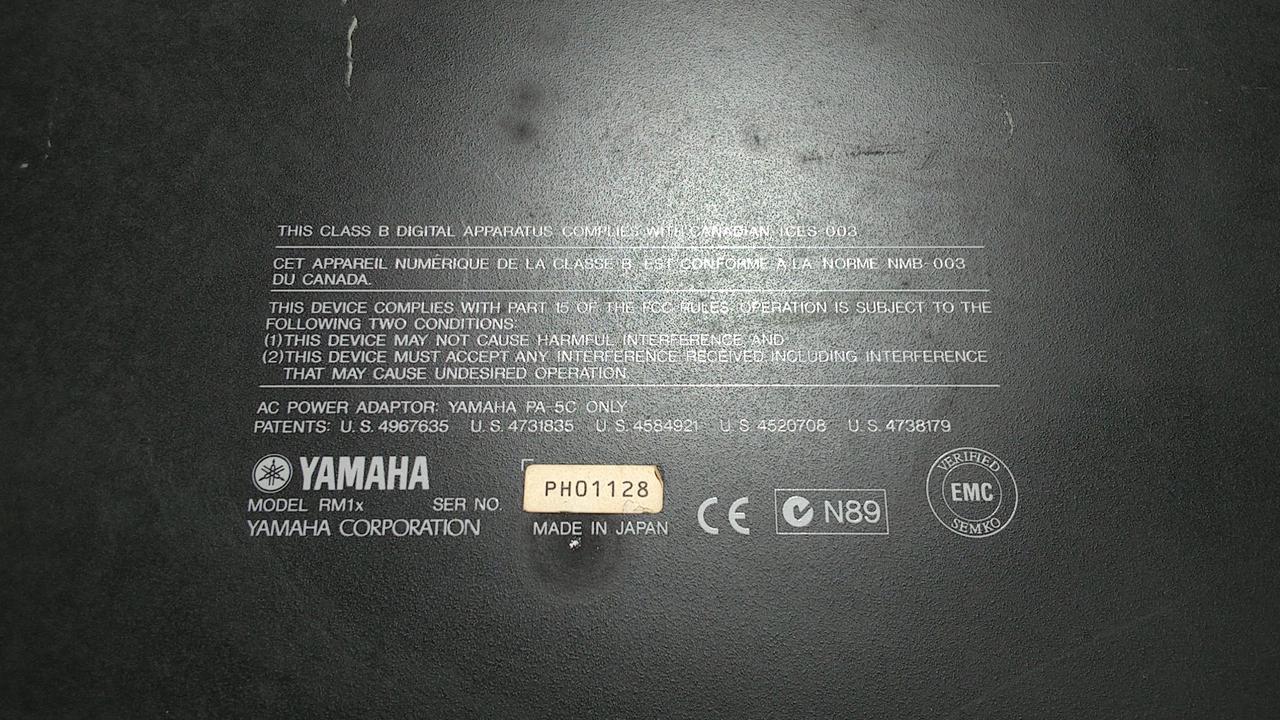 THIS CLASS B DIGITAL APPARATUS COMPLIES WITH CANADIAN ICES-003
CET APPAREIL NUMÉRIQUE DE LA CLASSE B, EST CONFORME À LA NORME NMB-003
DU CANADA.
THIS DEVICE COMPLIES WITH PART 15 OF THE FCC RULES. OPERATION IS SUBJECT TO THE
FOLLOWING TWO CONDITIONS:
(1)THIS DEVICE MAY NOT CAUSE HARMFUL INTERFERENCE, AND
(2)THIS DEVICE MUST ACCEPT ANY INTERFERENCE RECEIVED, INCLUDING INTERFERENCE
THAT MAY CAUSE UNDESIRED OPERATION.
AC POWER ADAPTOR: YAMAHA PA-5C ONLY
PATENTS: U.S.4967635 U.S.4731835 U.S.4584921 U.S.4520708 U.S.4738179
YAMAHA
MODEL RM1x SER NO. PH01128
YAMAHA CORPORATION MADE IN JAPAN
CE
N89
VERIFIED
EMC
SEMKO